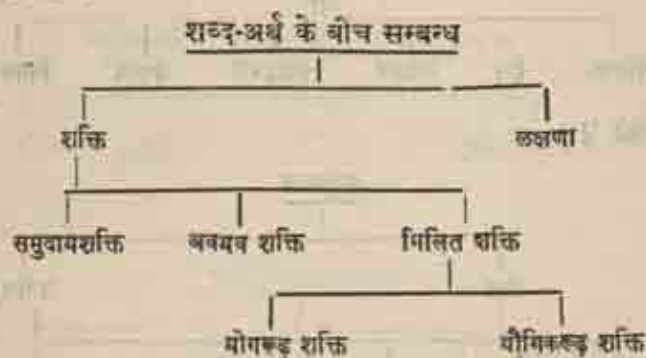 शब्द-अर्थ के बीच सम्बन्ध
शक्ति लक्षणा
समुदायशक्ति अवयव शक्ति मिलित शक्ति
योगरूढ़ शक्ति यौगिकरूढ़ शक्ति